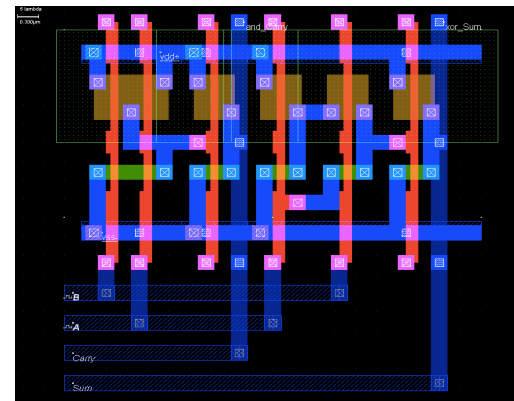 5 lambda
0.300µm
and_Carry
xor_Sum
vdd+
vss-
B
A
Carry
Sum